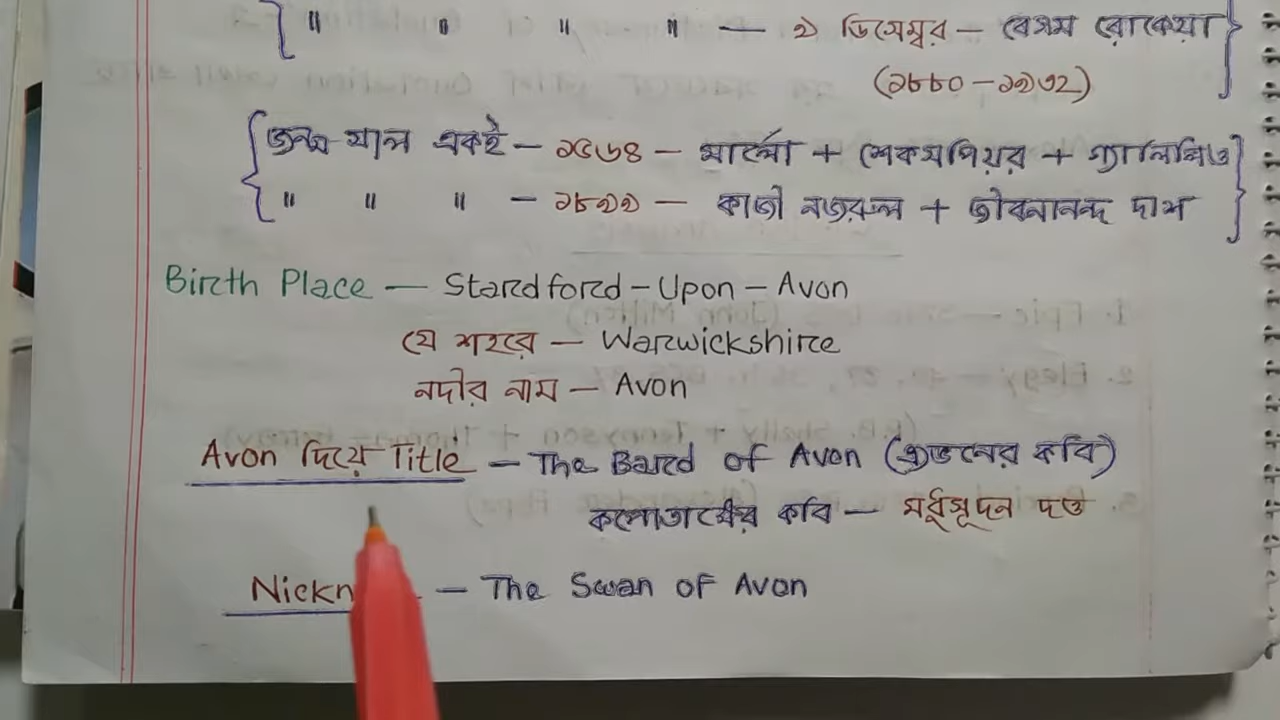 " " " " — ৯ ডিসেম্বর – বেগম রোকেয়া
(১৮৮০ – ১৯৩২)
জন্ম সাল একই – ১৫৬৪ – মার্লো + শেকসপিয়র + গ্যালিলিও
" " " – ১৮৯৯ – কাজী নজরুল + জীবনানন্দ দাশ
Birth Place — Stardford – Upon – Avon
যে শহরে – Warwickshire
নদীর নাম – Avon
Avon দিয়ে Title – The Bard of Avon (এভনের কবি)
কপোতাক্ষের কবি – মধুসূদন দত্ত
– The Swan of Avon